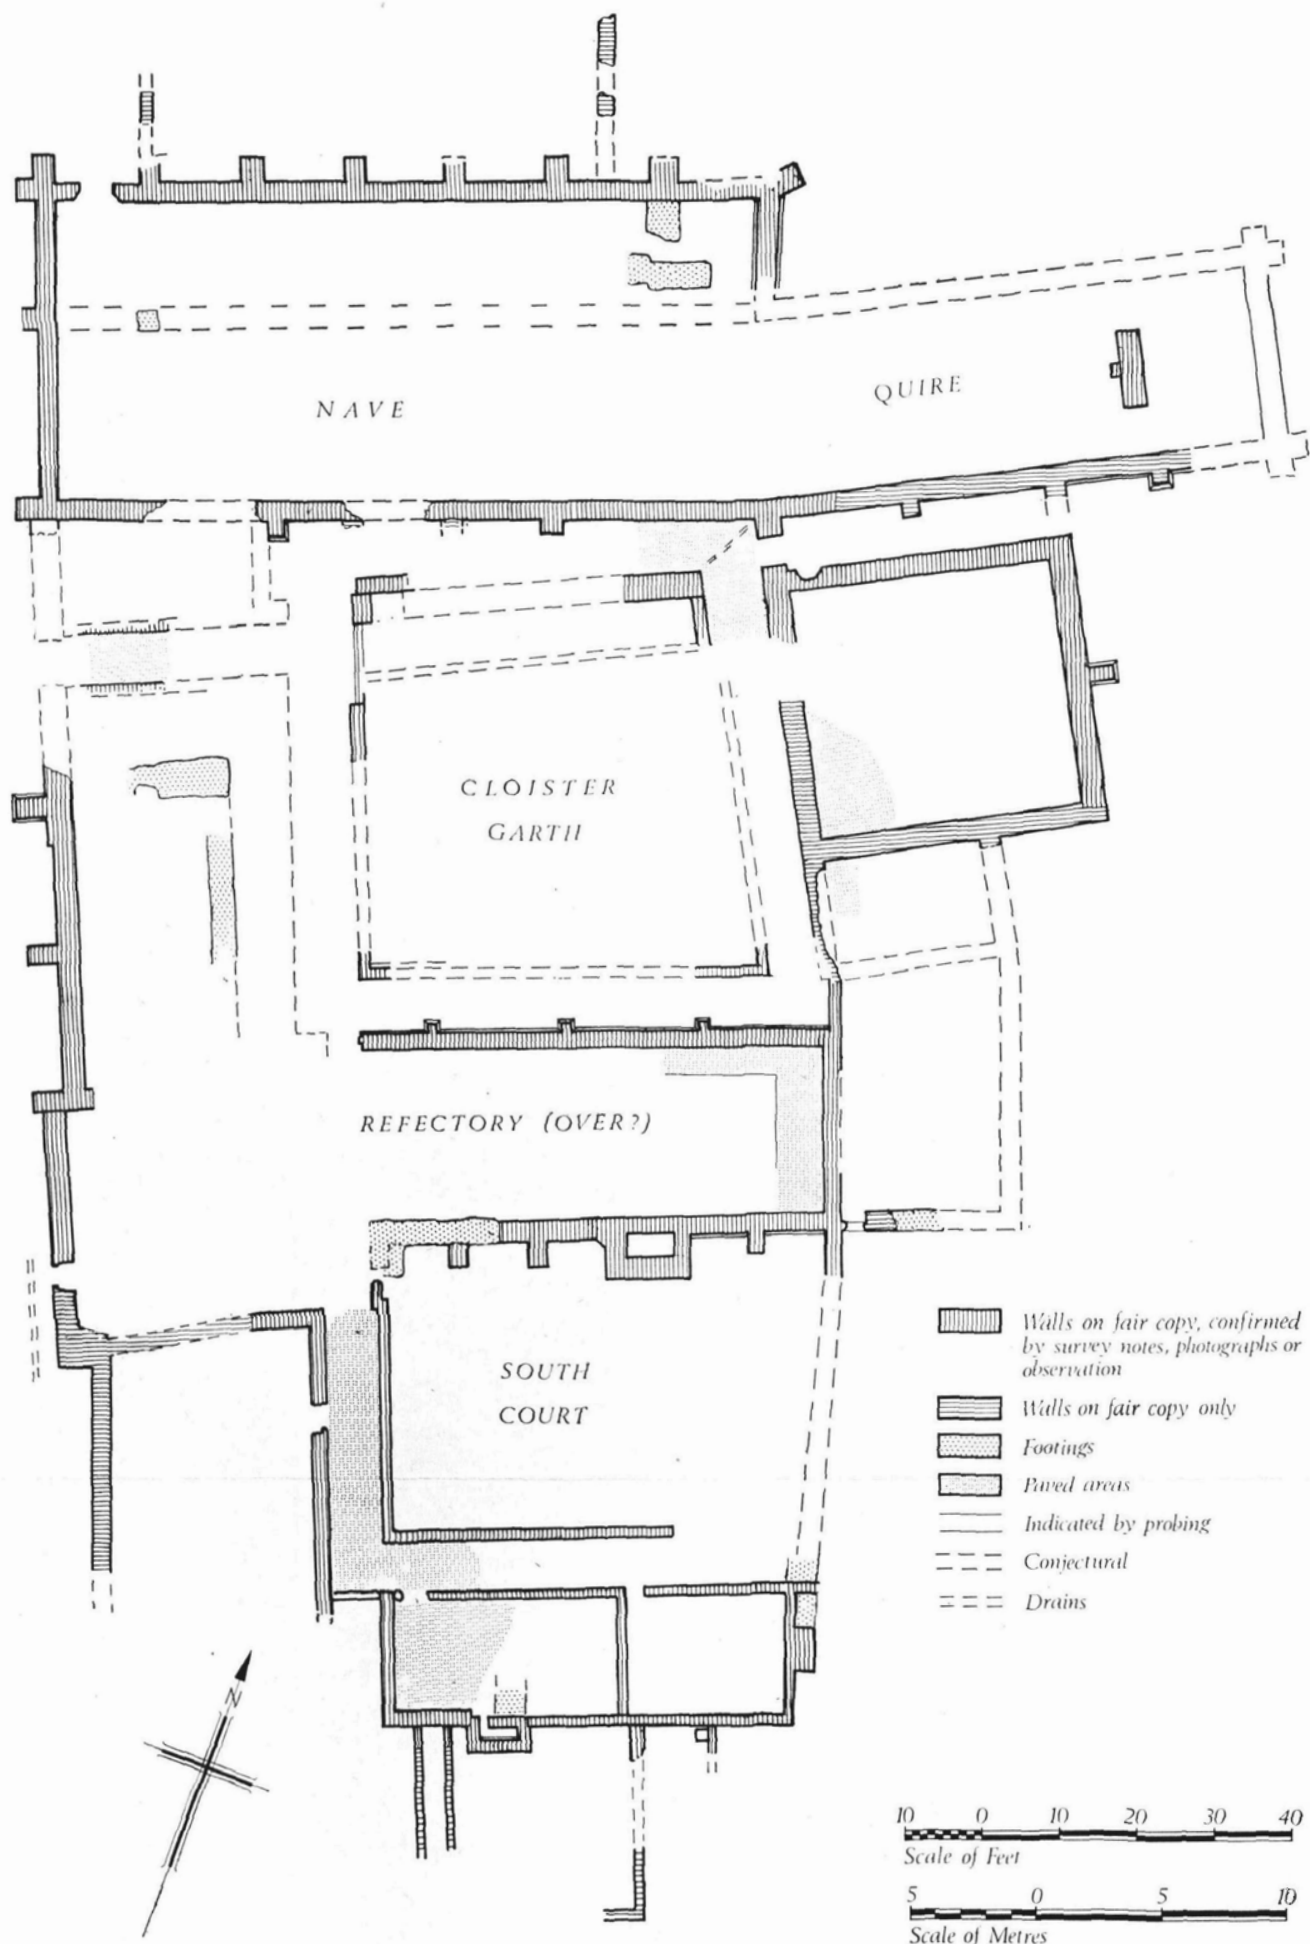 NAVE
QUIRE
CLOISTER
GARTH
REFECTORY (OVER?)
SOUTH
COURT
Walls on fair copy, confirmed
by survey notes, photographs or
observation
Walls on fair copy only
Footings
Paved areas
Indicated by probing
Conjectural
Drains
N
10 0 10 20 30 40
Scale of Feet
5 0 5 10
Scale of Metres